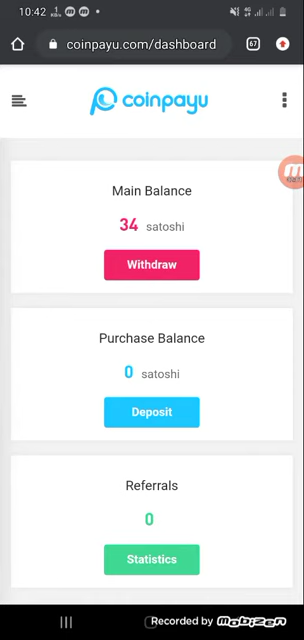 10:42
coinpayu.com/dashboard
67
coinpayu
Main Balance
34 satoshi
Withdraw
Purchase Balance
0 satoshi
Deposit
Referrals
0
Statistics
Recorded by Mobizen